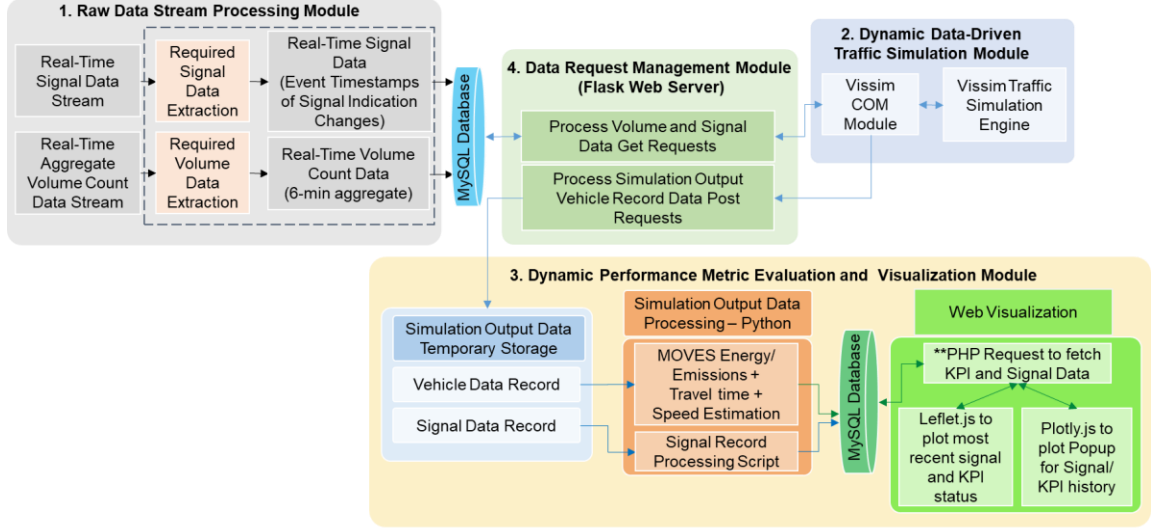 1. Raw Data Stream Processing Module
Real-Time
Signal Data
Stream
Required
Signal
Data
Extraction
Real-Time Signal
Data
(Event Timestamps
of Signal Indication
Changes)
Real-Time
Aggregate
Volume Count
Data Stream
Required
Volume
Data
Extraction
Real-Time Volume
Count Data
(6-min aggregate)
MySQL Database
4. Data Request Management Module
(Flask Web Server)
Process Volume and Signal
Data Get Requests
Process Simulation Output
Vehicle Record Data Post
Requests
2. Dynamic Data-Driven
Traffic Simulation Module
Vissim
COM
Module
Vissim Traffic
Simulation
Engine
3. Dynamic Performance Metric Evaluation and Visualization Module
Simulation Output Data
Temporary Storage
Vehicle Data Record
Signal Data Record
Simulation Output Data
Processing – Python
MOVES Energy/
Emissions +
Travel time +
Speed Estimation
Signal Record
Processing Script
MySQL Database
Web Visualization
**PHP Request to fetch
KPI and Signal Data
Leflet.js to
plot most
recent signal
and KPI
status
Plotly.js to
plot Popup
for Signal/
KPI history